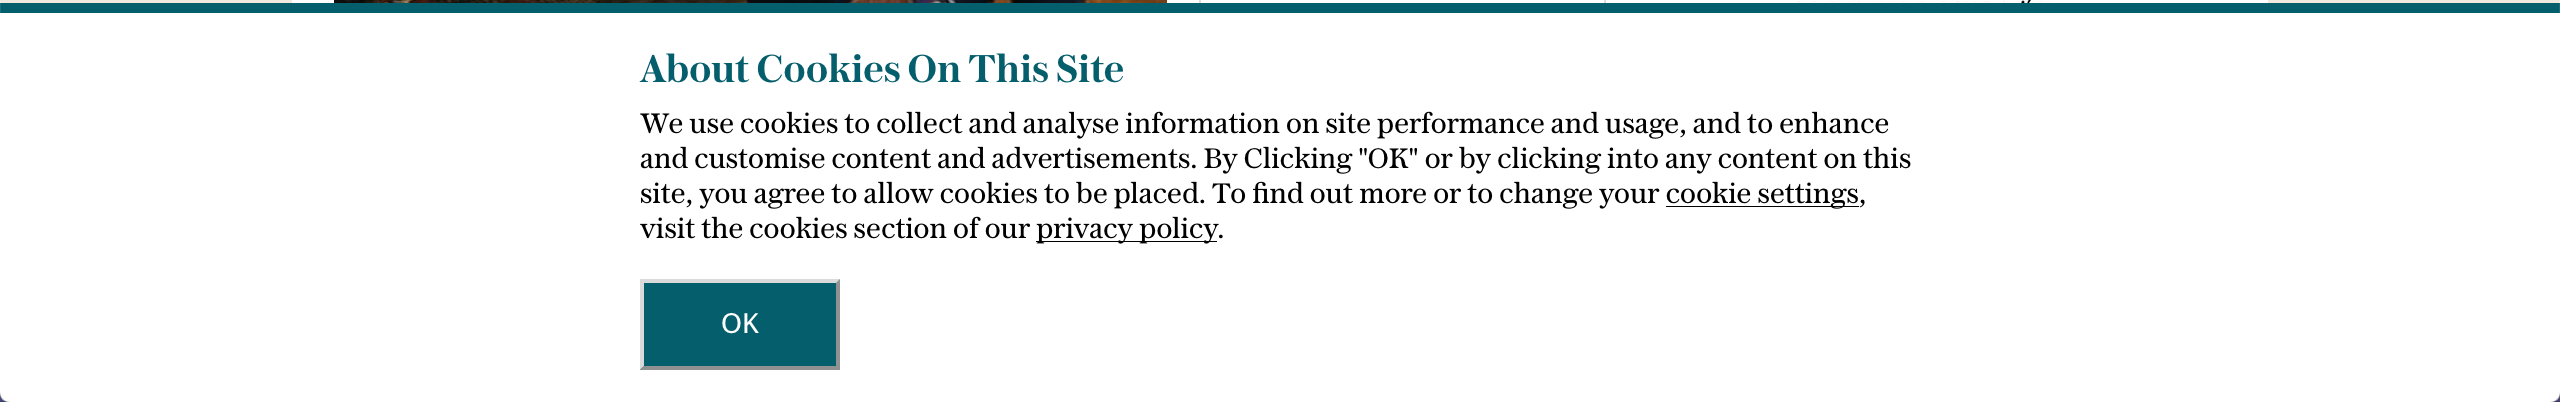 About Cookies On This Site
We use cookies to collect and analyse information on site performance and usage, and to enhance
and customise content and advertisements. By Clicking "OK" or by clicking into any content on this
site, you agree to allow cookies to be placed. To find out more or to change your cookie settings,
visit the cookies section of our privacy policy.
OK